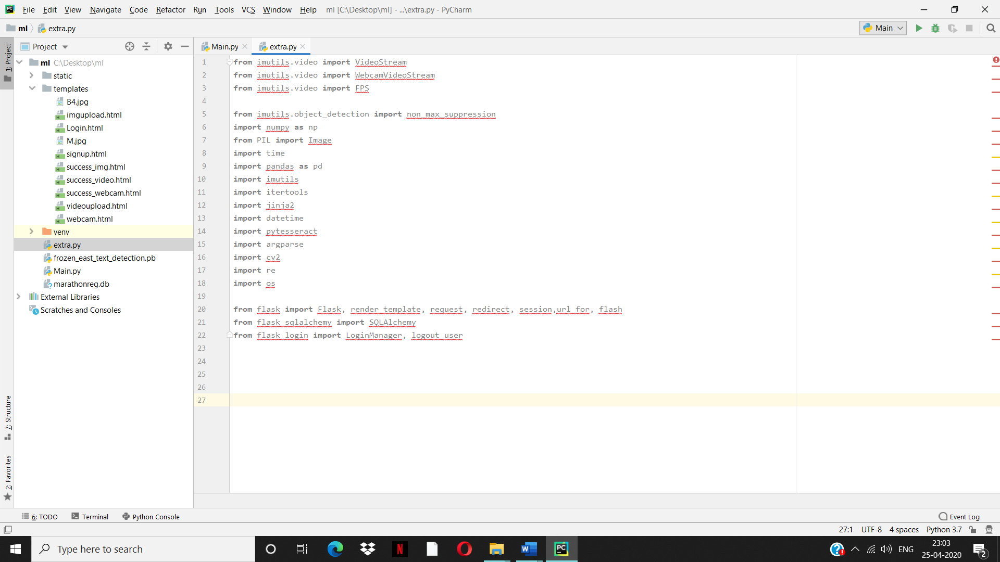 File Edit View Navigate Code Refactor Run Tools VCS Window Help ml [C:\Desktop\ml] - ...\extra.py - PyCharm
ml extra.py
Main
1: Project
Project
Main.py
extra.py
ml C:\Desktop\ml
static
templates
B4.jpg
imgupload.html
Login.html
M.jpg
signup.html
success_img.html
success_video.html
success_webcam.html
videoupload.html
webcam.html
venv
extra.py
frozen_east_text_detection.pb
Main.py
marathonreg.db
External Libraries
Scratches and Consoles
1 from imutils.video import VideoStream
2 from imutils.video import WebcamVideoStream
3 from imutils.video import FPS
4
5 from imutils.object_detection import non_max_suppression
6 import numpy as np
7 from PIL import Image
8 import time
9 import pandas as pd
10 import imutils
11 import itertools
12 import jinja2
13 import datetime
14 import pytesseract
15 import argparse
16 import cv2
17 import re
18 import os
19
20 from flask import Flask, render_template, request, redirect, session,url_for, flash
21 from flask_sqlalchemy import SQLAlchemy
22 from flask_login import LoginManager, logout_user
23
24
25
26
27
7: Structure
2: Favorites
6: TODO Terminal Python Console Event Log
27:1 UTF-8 4 spaces Python 3.7
Type here to search
ENG
23:03
25-04-2020
2